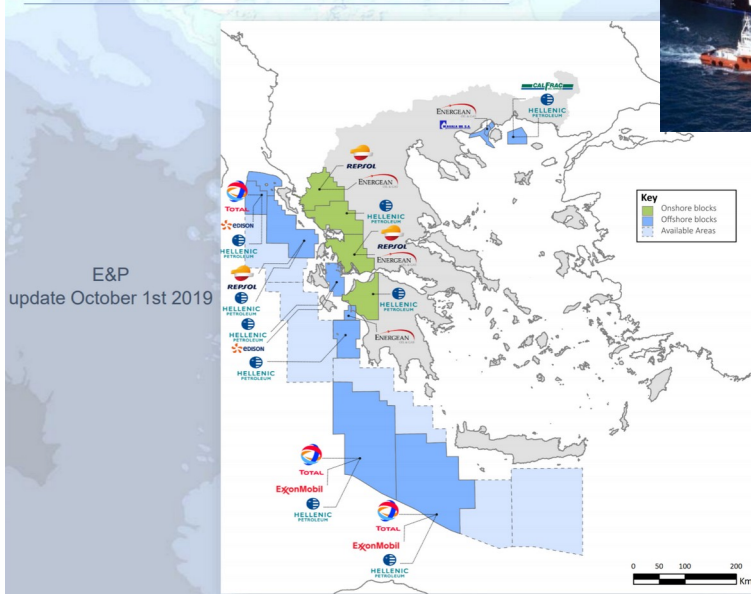 CALFRAC
HELLENIC
PETROLEUM
ENERGEAN
REPSOL
ENERGEAN
HELLENIC
PETROLEUM
REPSOL
ENERGEAN
HELLENIC
PETROLEUM
ENERGEAN
TOTAL
EDISON
HELLENIC
PETROLEUM
REPSOL
HELLENIC
PETROLEUM
HELLENIC
PETROLEUM
EDISON
HELLENIC
PETROLEUM
E&P
update October 1st 2019
Key
Onshore blocks
Offshore blocks
Available Areas
TOTAL
ExxonMobil
HELLENIC
PETROLEUM
TOTAL
ExxonMobil
HELLENIC
PETROLEUM
0 50 100 200
Km